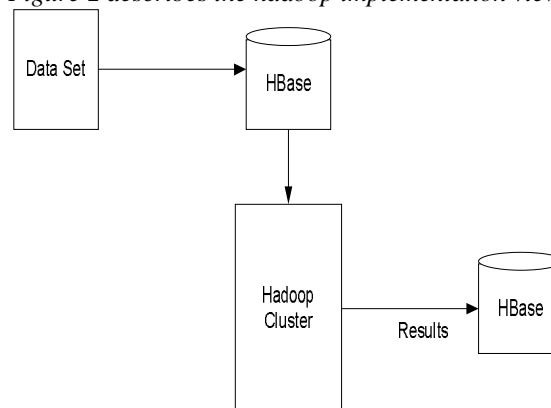 Figure 2 describes the hadoop implementation view
Data Set
HBase
Hadoop
Cluster
Results
HBase